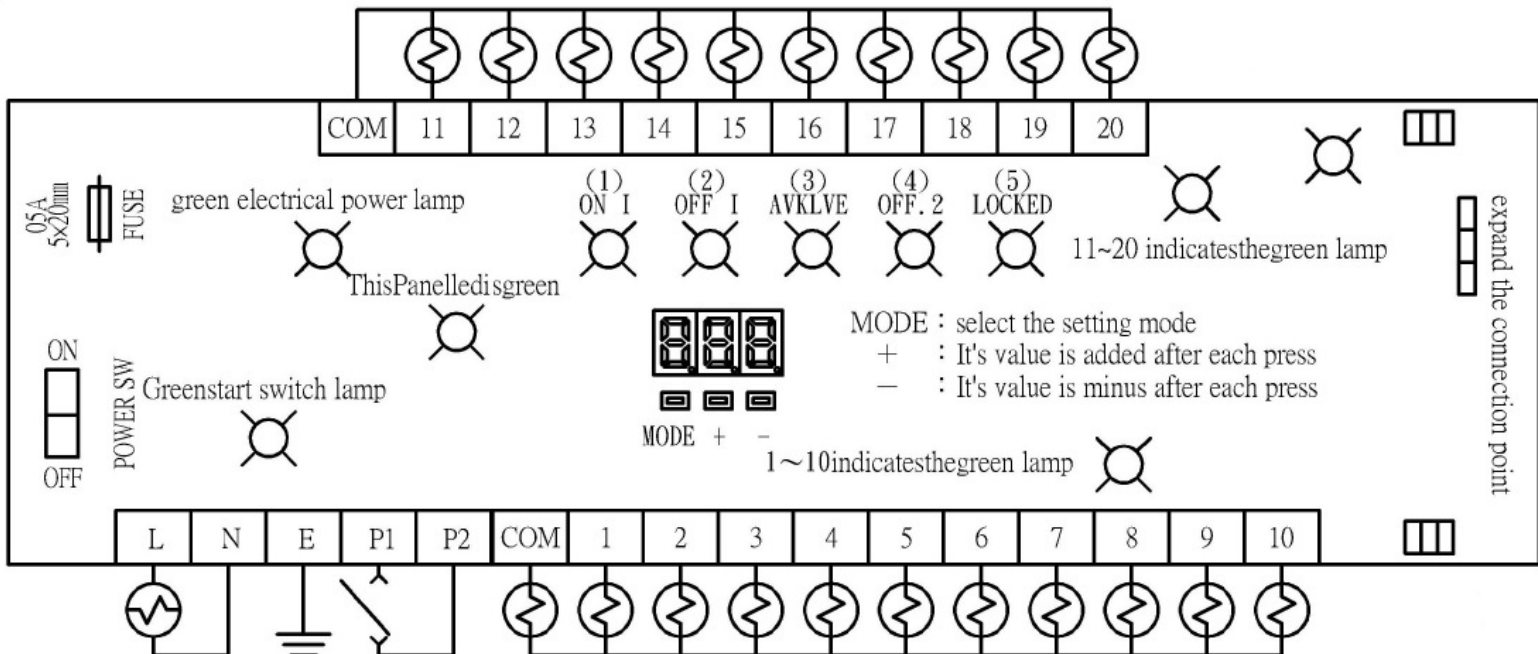 COM 11 12 13 14 15 16 17 18 19 20
05A
5x20mm
FUSE
green electrical power lamp
(1) (2) (3) (4) (5)
ON I OFF I AVKLVE OFF.2 LOCKED
11~20 indicatesthegreen lamp
ThisPanelledisgreen
expand the connection point
8.8.8.
MODE : select the setting mode
+ : It's value is added after each press
- : It's value is minus after each press
ON
OFF
POWER SW
Greenstart switch lamp
MODE + -
1~10indicatesthegreen lamp
L N E P1 P2 COM 1 2 3 4 5 6 7 8 9 10